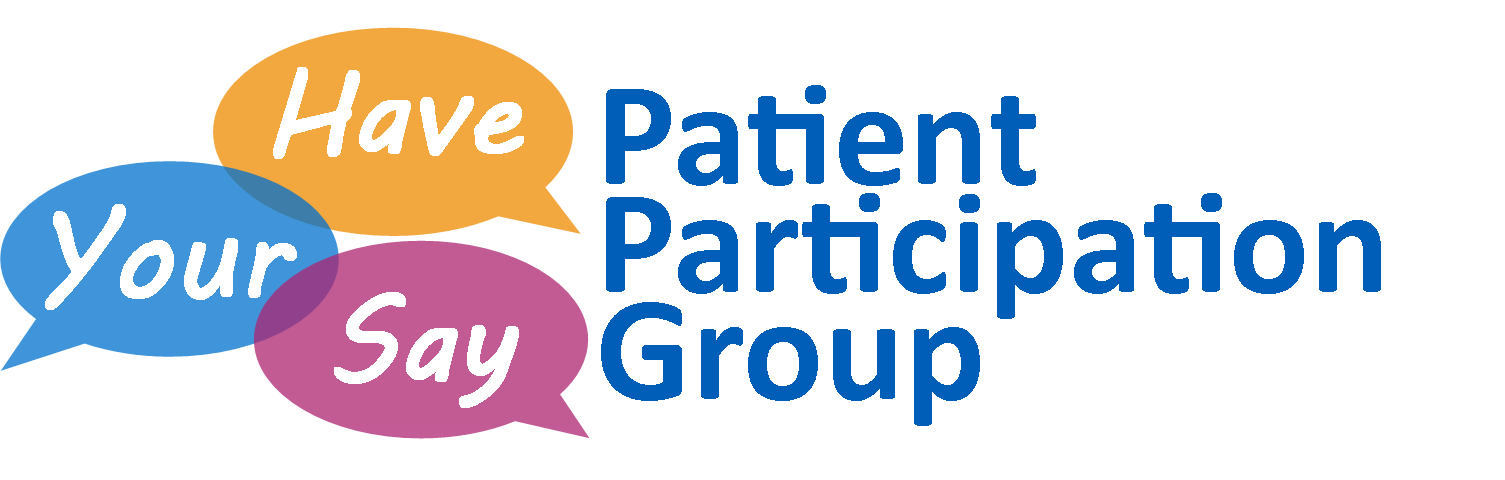 Have
Your
Say
Patient
Participation
Group